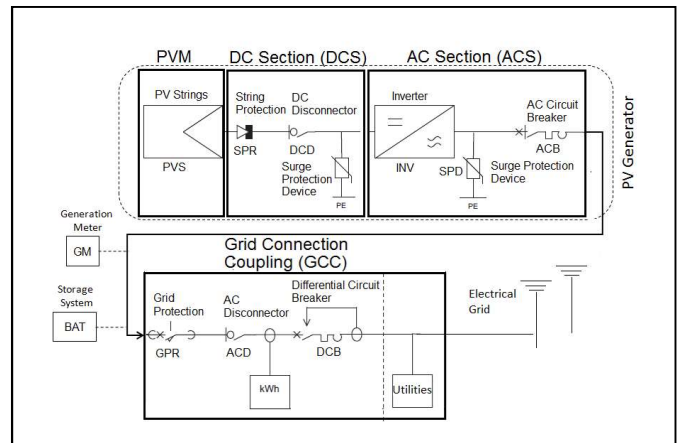 PVM
DC Section (DCS)
AC Section (ACS)
PV Strings
PVS
String
Protection
SPR
DC
Disconnector
DCD
Surge
Protection
Device
PE
Inverter
INV
SPD
Surge Protection
Device
PE
AC Circuit
Breaker
ACB
PV Generator
Generation
Meter
GM
Storage
System
BAT
Grid Connection
Coupling (GCC)
Grid
Protection
GPR
AC
Disconnector
ACD
kWh
Differential Circuit
Breaker
DCB
Utilities
Electrical
Grid